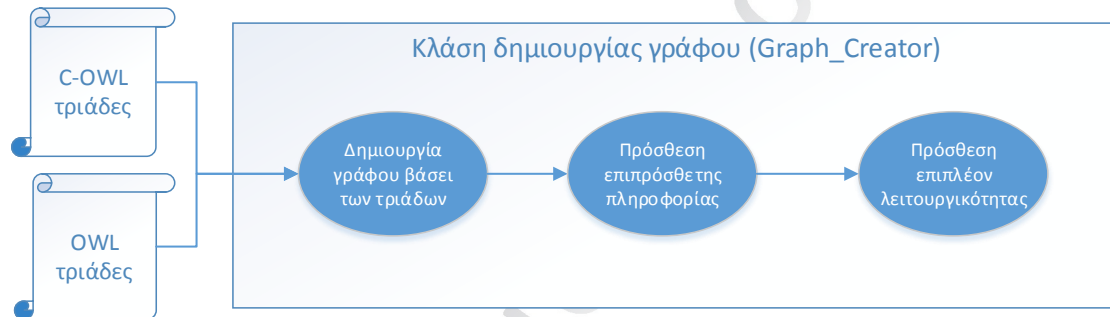 Κλάση δημιουργίας γράφου (Graph_Creator)
C-OWL
τριάδες
OWL
τριάδες
Δημιουργία
γράφου βάσει
των τριάδων
Πρόσθεση
επιπρόσθετης
πληροφορίας
Πρόσθεση
επιπλέον
λειτουργικότητας